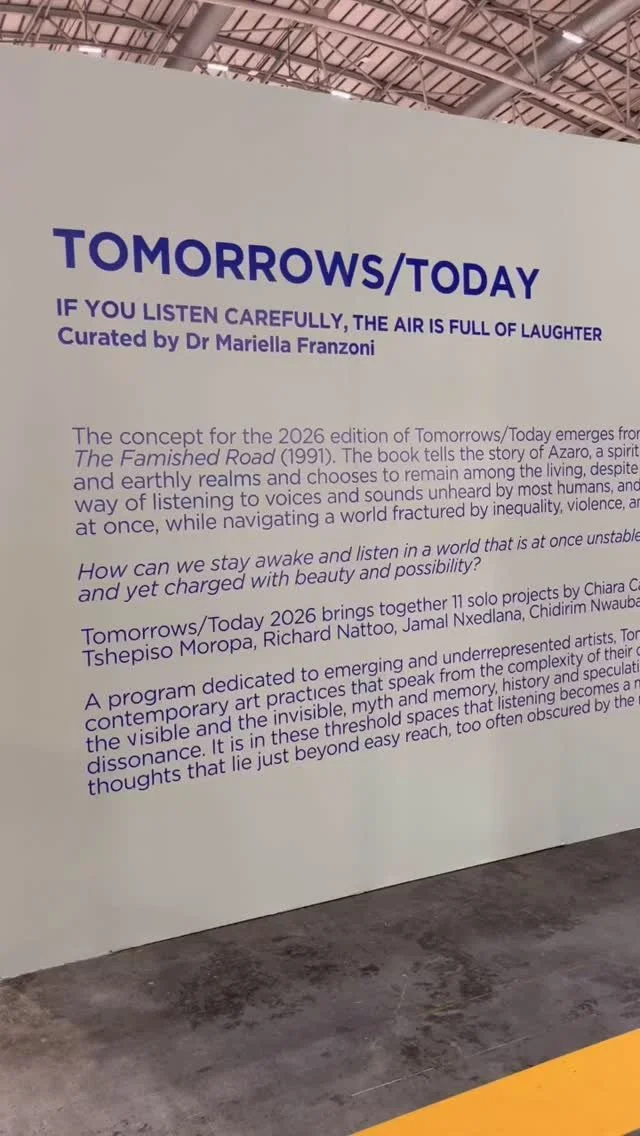 TOMORROWS/TODAY
IF YOU LISTEN CAREFULLY, THE AIR IS FULL OF LAUGHTER
Curated by Dr Mariella Franzoni
The concept for the 2026 edition of Tomorrows/Today emerges from
The Famished Road (1991). The book tells the story of Azaro, a spirit
and earthly realms and chooses to remain among the living, despite
way of listening to voices and sounds unheard by most humans, and
at once, while navigating a world fractured by inequality, violence,
How can we stay awake and listen in a world that is at once unstable
and yet charged with beauty and possibility?
Tomorrows/Today 2026 brings together 11 solo projects by Chiara
Tshepiso Moropa, Richard Nattoo, Jamal Nxedlana, Chidirim
A program dedicated to emerging and underrepresented artists,
contemporary art practices that speak from the complexity of their
the visible and the invisible, myth and memory, history and
dissonance. It is in these threshold spaces that listening becomes a
thoughts that lie just beyond easy reach, too often obscured by the